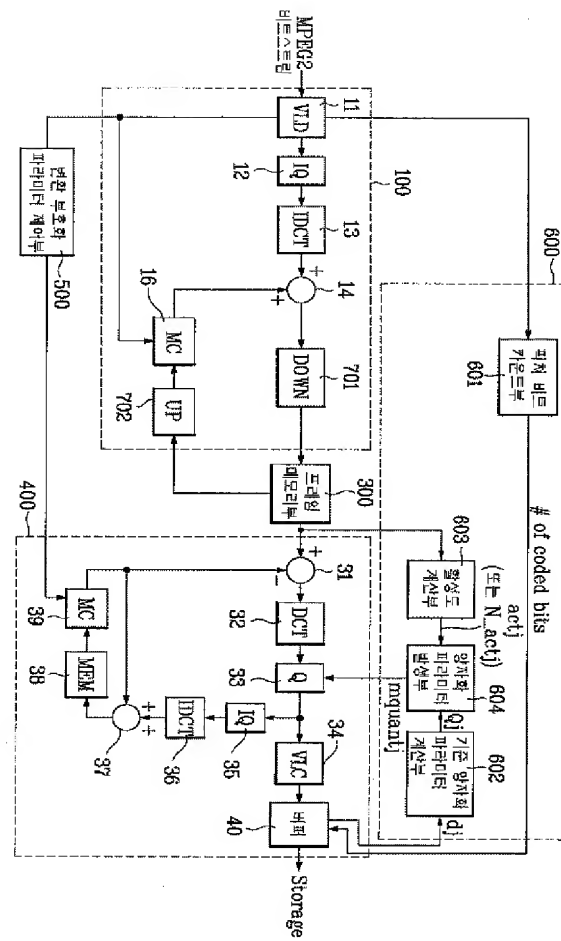 MPEG2
비트스트림
11
VLD
12
IQ
IDCT
13
+
+
14
16
MC
DOWN
701
702
UP
100
변환 부호화
파라미터 제어부
500
600
픽쳐 비트
카운트부
601
# of coded bits
프레임
메모리부
300
400
+
-
31
32
DCT
33
Q
34
VLC
35
IQ
36
IDCT
+
+
37
38
MEM
39
MC
버퍼
40
Storage
603
활성도
계산부
actj
(또는 N_actj)
양자화
파라미터
발생부
604
mquantj
Qj
기준 양자화
파라미터
계산부
602
dj